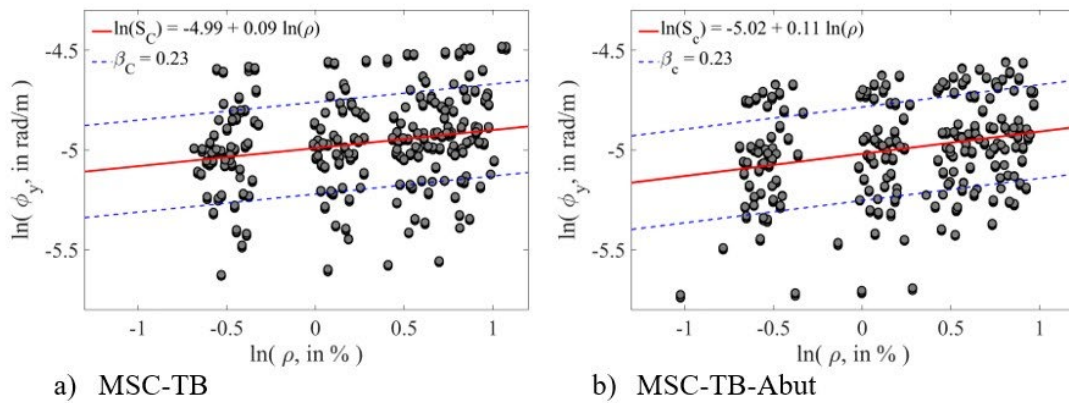 ln(S_C) = -4.99 + 0.09 ln(ρ)
β_C = 0.23
-4.5
-5
-5.5
ln( ϕ_y, in rad/m )
-1 -0.5 0 0.5 1
ln( ρ, in % )
a) MSC-TB
ln(S_c) = -5.02 + 0.11 ln(ρ)
β_c = 0.23
-4.5
-5
-5.5
ln( ϕ_y, in rad/m )
-1 -0.5 0 0.5 1
ln( ρ, in % )
b) MSC-TB-Abut